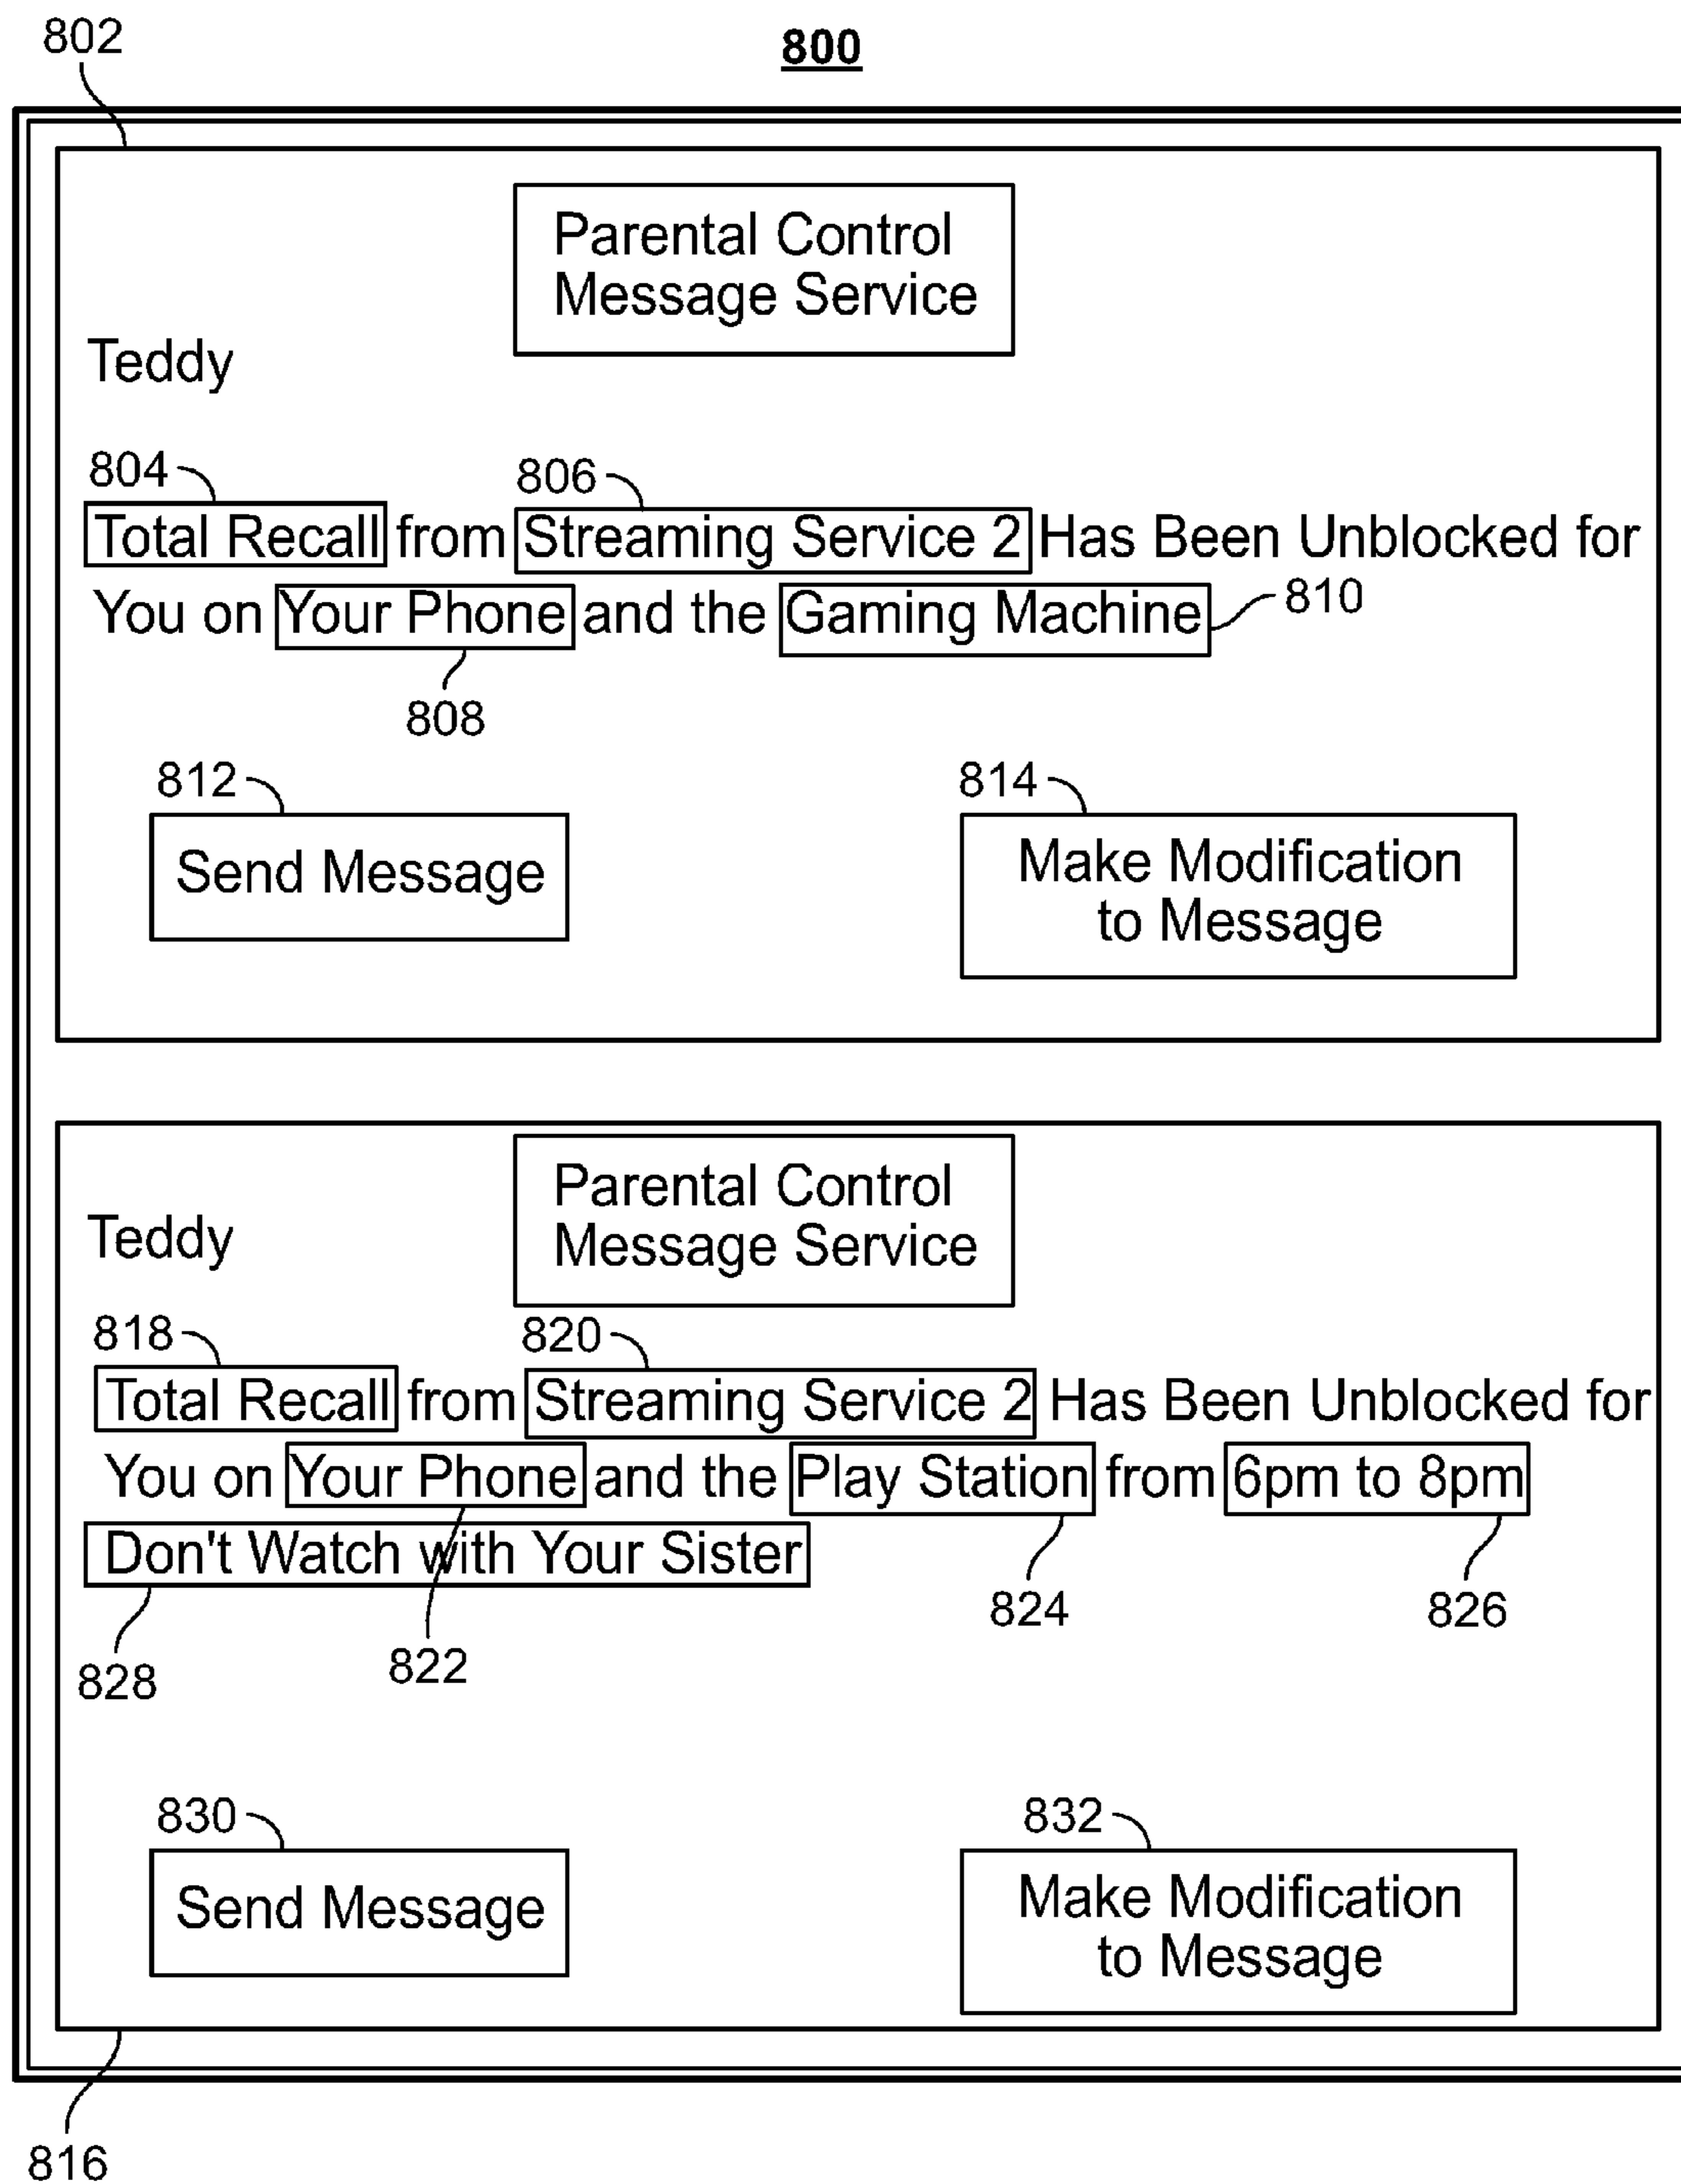 802
800
Parental Control
Message Service
Teddy
804
806
Total Recall from Streaming Service 2 Has Been Unblocked for
You on Your Phone and the Gaming Machine
810
808
812
814
Send Message
Make Modification
to Message
Parental Control
Message Service
Teddy
818
820
Total Recall from Streaming Service 2 Has Been Unblocked for
You on Your Phone and the Play Station from 6pm to 8pm
Don't Watch with Your Sister
824
826
822
828
830
832
Send Message
Make Modification
to Message
816